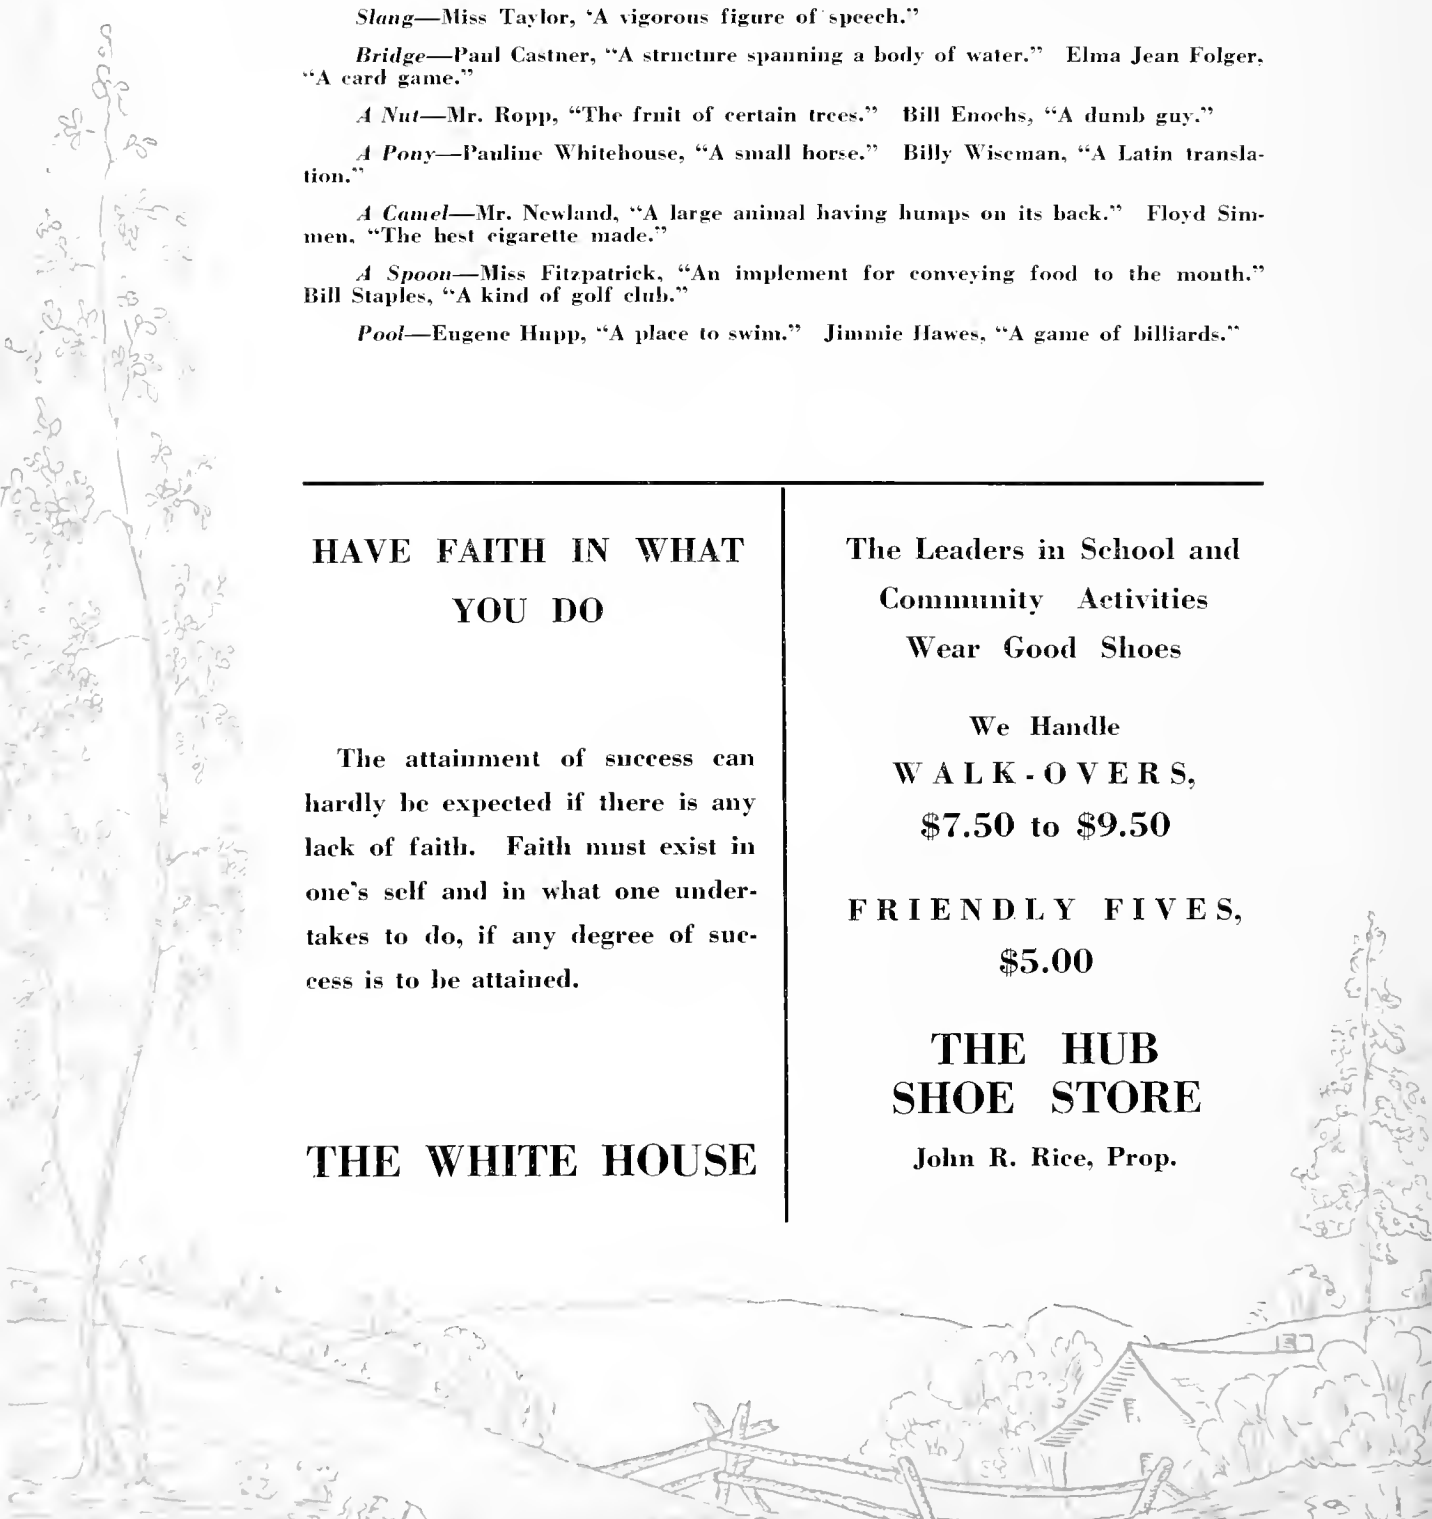 Slang—Miss Taylor, ‘A vigorous figure of speech.”
Bridge—Paul Castner, “A structure spanning a body of water.” Elma Jean Folger,
“A card game.”
A Nut—Mr. Ropp, “The fruit of certain trees.” Bill Enochs, “A dumb guy.”
A Pony—Pauline Whitehouse, “A small horse.” Billy Wiseman, “A Latin transla-
tion.”
A Camel—Mr. Newland, “A large animal having humps on its back.” Floyd Sim-
men, “The best cigarette made.”
A Spoon—Miss Fitzpatrick, “An implement for conveying food to the mouth.”
Bill Staples, “A kind of golf club.”
Pool—Eugene Hupp, “A place to swim.” Jimmie Hawes, “A game of billiards.”
HAVE FAITH IN WHAT
YOU DO
The attainment of success can
hardly be expected if there is any
lack of faith. Faith must exist in
one's self and in what one under-
takes to do, if any degree of suc-
cess is to be attained.
THE WHITE HOUSE
The Leaders in School and
Community Activities
Wear Good Shoes
We Handle
WALK-OVERS,
$7.50 to $9.50
FRIENDLY FIVES,
$5.00
THE HUB
SHOE STORE
John R. Rice, Prop.